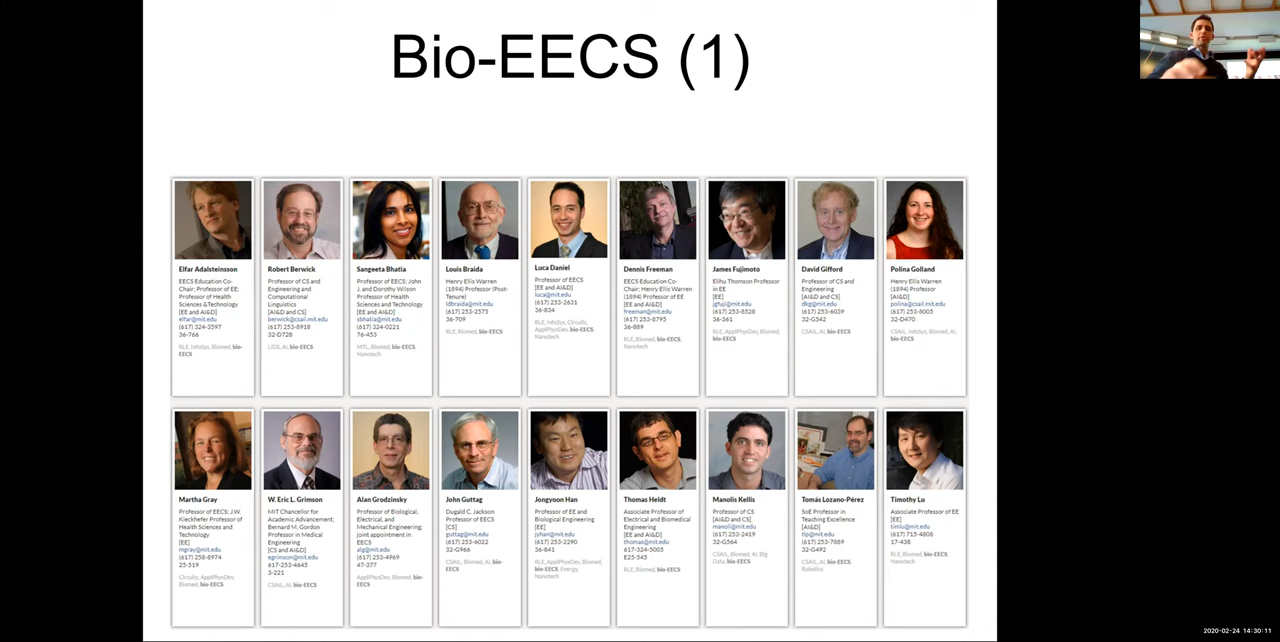 Bio-EECS (1)
Elfar Adalsteinsson
EECS Education Co-
Chair; Professor of EE;
Professor of Health
Sciences & Technology
[EE and AI&D]
elfar@mit.edu
(617) 324-3597
36-766
RLE, InfoSys, Biomed, bio-
EECS
Robert Berwick
Professor of CS and
Engineering and
Computational
Linguistics
[AI&D and CS]
berwick@csail.mit.edu
(617) 253-8918
32-D728
LIDS, AI, bio-EECS
Sangeeta Bhatia
Professor of EECS; John
J. and Dorothy Wilson
Professor of Health
Sciences and Technology
[EE and AI&D]
sbhatia@mit.edu
(617) 324-0221
76-453
MTL, Biomed, bio-EECS,
Nanotech
Louis Braida
Henry Ellis Warren
(1894) Professor (Post-
Tenure)
ldbraida@mit.edu
(617) 253-2575
36-709
RLE, Biomed, bio-EECS
Luca Daniel
Professor of EECS
[EE and AI&D]
luca@mit.edu
(617) 253-2631
36-834
RLE, InfoSys, Circuits,
ApplPhysDev, bio-EECS,
Nanotech
Dennis Freeman
EECS Education Co-
Chair; Henry Ellis Warren
(1894) Professor of EE
[EE and AI&D]
freeman@mit.edu
(617) 253-8795
36-889
RLE, Biomed, bio-EECS,
Nanotech
James Fujimoto
Elihu Thomson Professor
in EE
[EE]
jgfuji@mit.edu
(617) 253-8528
36-361
RLE, ApplPhysDev, Biomed,
bio-EECS
David Gifford
Professor of CS and
Engineering
[AI&D and CS]
dkg@mit.edu
(617) 253-6039
32-G542
CSAIL, AI, bio-EECS
Polina Golland
Henry Ellis Warren
(1894) Professor
[AI&D]
polina@csail.mit.edu
(617) 253-8005
32-D470
CSAIL, InfoSys, Biomed, AI,
bio-EECS
Martha Gray
Professor of EECS; J.W.
Kieckhefer Professor of
Health Sciences and
Technology
[EE]
mgray@mit.edu
(617) 258-8974
25-519
Circuits, ApplPhysDev,
Biomed, bio-EECS
W. Eric L. Grimson
MIT Chancellor for
Academic Advancement;
Bernard M. Gordon
Professor in Medical
Engineering
[CS and AI&D]
egrimson@mit.edu
617-253-4645
3-221
CSAIL, AI, bio-EECS
Alan Grodzinsky
Professor of Biological,
Electrical, and
Mechanical Engineering;
joint appointment in
EECS
alg@mit.edu
(617) 253-4969
47-377
ApplPhysDev, Biomed, bio-
EECS
John Guttag
Dugald C. Jackson
Professor of EECS
[CS]
guttag@mit.edu
(617) 253-6022
32-G966
CSAIL, Biomed, AI, bio-
EECS
Jongyoon Han
Professor of EE and
Biological Engineering
[EE]
jyhan@mit.edu
(617) 253-2290
36-841
RLE, ApplPhysDev, Biomed,
bio-EECS, Energy,
Nanotech
Thomas Heldt
Associate Professor of
Electrical and Biomedical
Engineering
[EE and AI&D]
thomas@mit.edu
617-324-5005
E25-545
RLE, Biomed, bio-EECS
Manolis Kellis
Professor of CS
[AI&D and CS]
manoli@mit.edu
(617) 253-2419
32-G564
CSAIL, Biomed, AI, Big
Data, bio-EECS
Tomás Lozano-Pérez
SoE Professor in
Teaching Excellence
[AI&D]
tlp@mit.edu
(617) 253-7889
32-G492
CSAIL, AI, bio-EECS,
Robotics
Timothy Lu
Associate Professor of EE
[EE]
timlu@mit.edu
(617) 715-4808
17-438
RLE, Biomed, bio-EECS,
Nanotech
2020-02-24 14:30:11